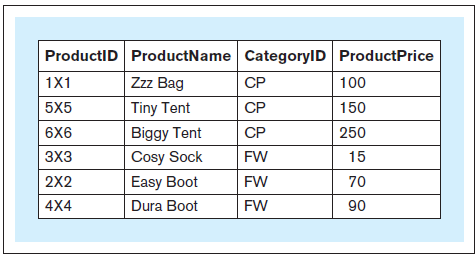 ProductID ProductName CategoryID ProductPrice
1X1 Zzz Bag CP 100
5X5 Tiny Tent CP 150
6X6 Biggy Tent CP 250
3X3 Cosy Sock FW 15
2X2 Easy Boot FW 70
4X4 Dura Boot FW 90